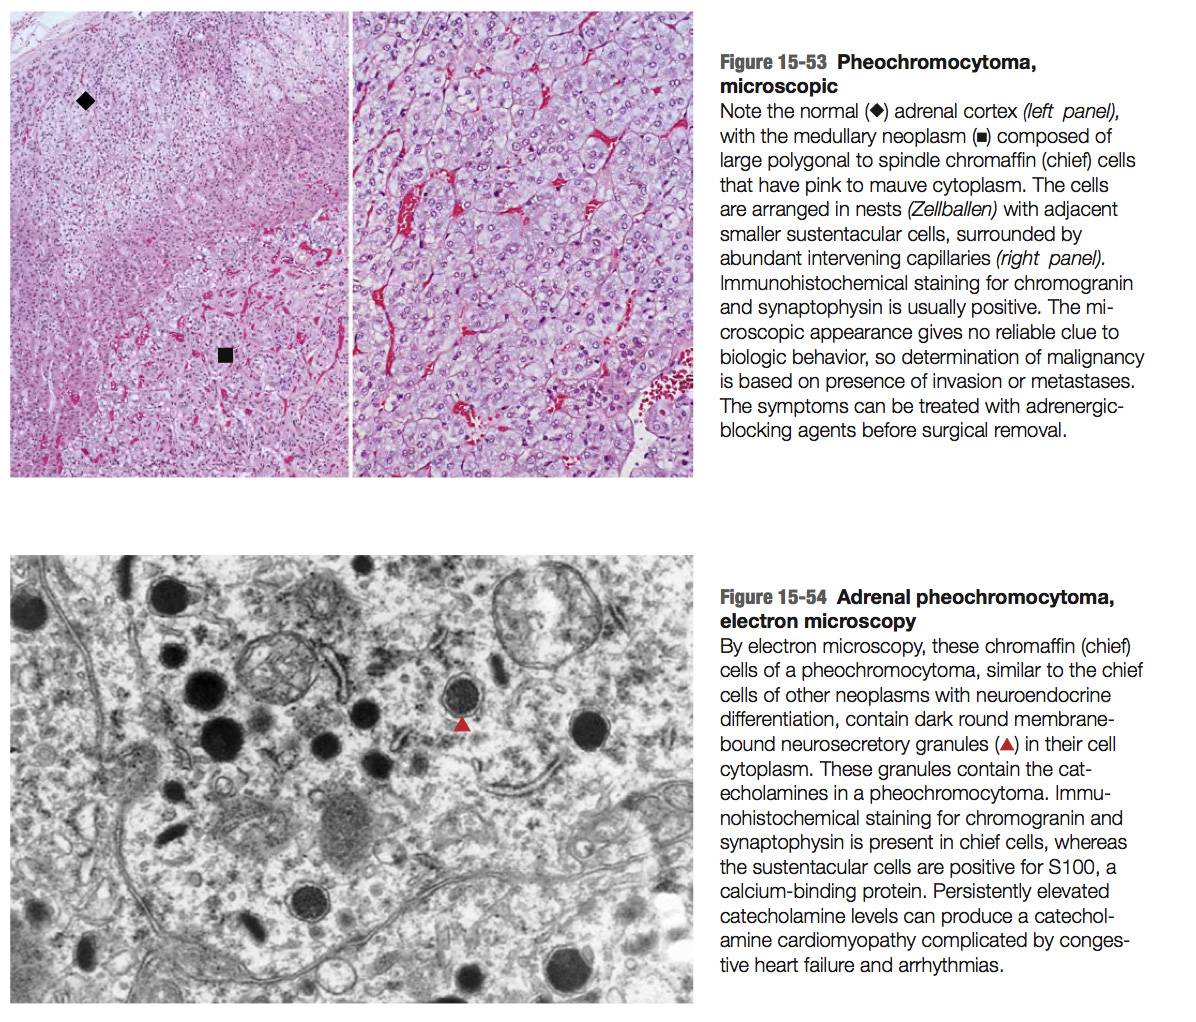 Figure 15-53 Pheochromocytoma,
microscopic
Note the normal (◆) adrenal cortex (left panel),
with the medullary neoplasm (■) composed of
large polygonal to spindle chromaffin (chief) cells
that have pink to mauve cytoplasm. The cells
are arranged in nests (Zellballen) with adjacent
smaller sustentacular cells, surrounded by
abundant intervening capillaries (right panel).
Immunohistochemical staining for chromogranin
and synaptophysin is usually positive. The mi-
croscopic appearance gives no reliable clue to
biologic behavior, so determination of malignancy
is based on presence of invasion or metastases.
The symptoms can be treated with adrenergic-
blocking agents before surgical removal.
Figure 15-54 Adrenal pheochromocytoma,
electron microscopy
By electron microscopy, these chromaffin (chief)
cells of a pheochromocytoma, similar to the chief
cells of other neoplasms with neuroendocrine
differentiation, contain dark round membrane-
bound neurosecretory granules (▲) in their cell
cytoplasm. These granules contain the cat-
echolamines in a pheochromocytoma. Immu-
nohistochemical staining for chromogranin and
synaptophysin is present in chief cells, whereas
the sustentacular cells are positive for S100, a
calcium-binding protein. Persistently elevated
catecholamine levels can produce a catechol-
amine cardiomyopathy complicated by conges-
tive heart failure and arrhythmias.